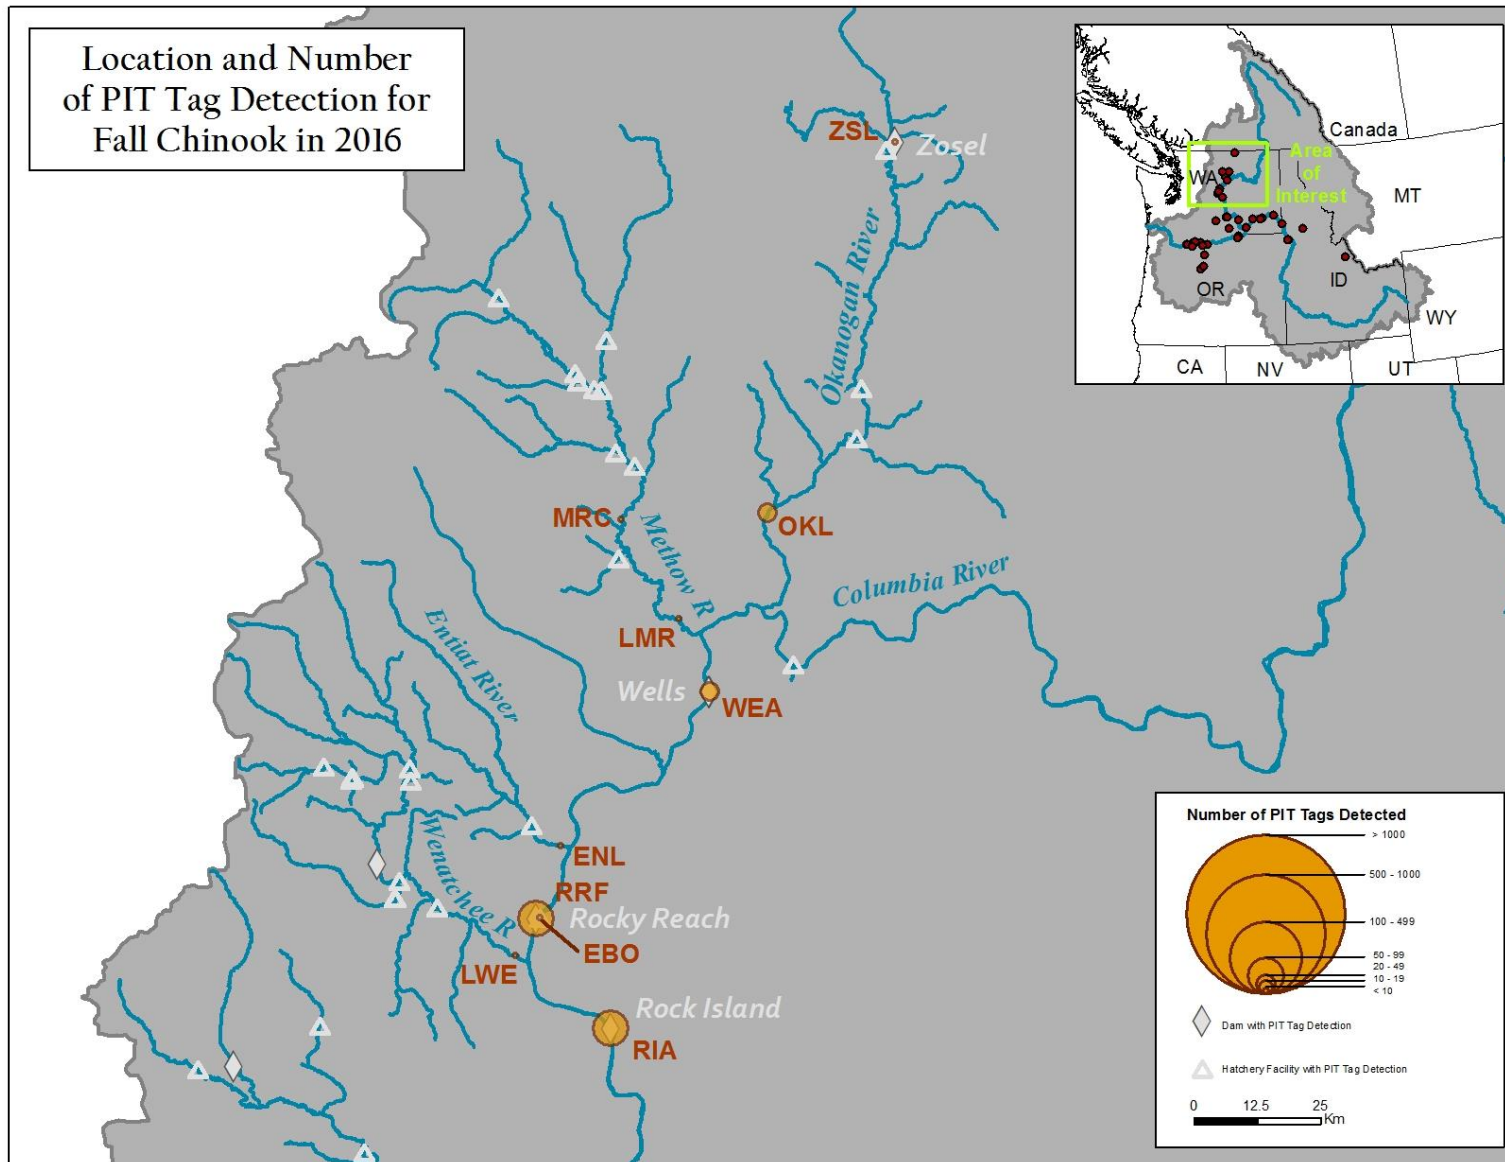 Location and Number
of PIT Tag Detection for
Fall Chinook in 2016
Canada
WA
Area
of
Interest
MT
OR
ID
WY
CA
NV
UT
ZSL
Zosel
Okanogan River
MRC
Methow R
OKL
Columbia River
LMR
Entiat River
Wells
WEA
Wenatchee R
ENL
RRF
Rocky Reach
EBO
LWE
Rock Island
RIA
Number of PIT Tags Detected
> 1000
500 - 1000
100 - 499
50 - 99
20 - 49
10 - 19
< 10
Dam with PIT Tag Detection
Hatchery Facility with PIT Tag Detection
0 12.5 25
Km